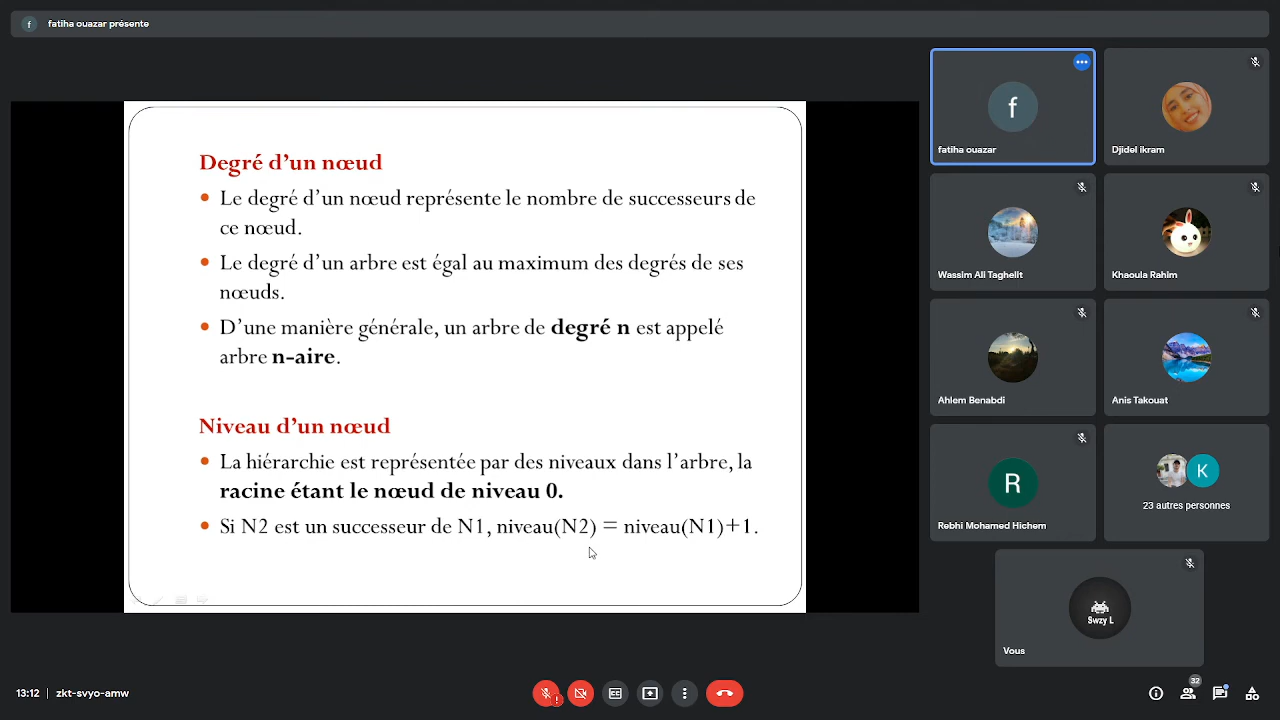 f fatiha ouazar présente
Degré d'un nœud
• Le degré d'un nœud représente le nombre de successeurs de
ce nœud.
• Le degré d'un arbre est égal au maximum des degrés de ses
nœuds.
• D'une manière générale, un arbre de degré n est appelé
arbre n-aire.
Niveau d'un nœud
• La hiérarchie est représentée par des niveaux dans l'arbre, la
racine étant le nœud de niveau 0.
• Si N2 est un successeur de N1, niveau(N2) = niveau(N1)+1.
f
fatiha ouazar
Djidel ikram
Wassim Ali Taghelit
Khaoula Rahim
Ahlem Benabdi
Anis Takouat
R
Rebhi Mohamed Hichem
K
23 autres personnes
Swzy L
Vous
13:12 | zkt-svyo-amw
32